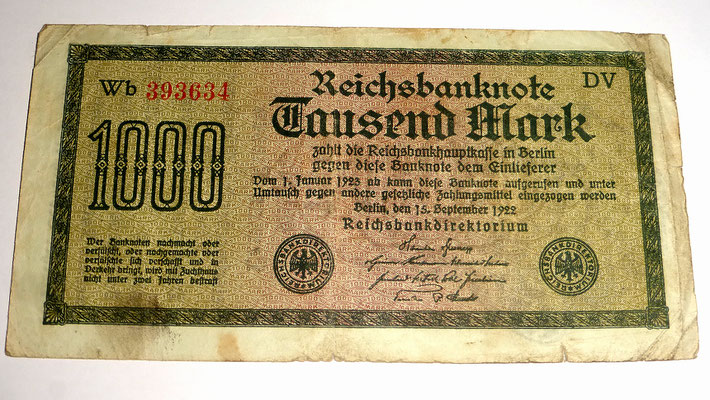 Wb 393634
DV
Reichsbanknote
Tausend Mark
1000
zahlt die Reichsbankhauptkasse in Berlin
gegen diese Banknote dem Einlieferer
Vom 1. Januar 1923 ab kann diese Banknote aufgerufen und unter
Umtausch gegen andere gesetzliche Zahlungsmittel eingezogen werden
Berlin, den 15. September 1922
Reichsbankdirektorium
Wer Banknoten nachmacht oder
verfälscht, oder nachgemachte oder
verfälschte sich verschafft und in
Verkehr bringt, wird mit Zuchthaus
nicht unter zwei Jahren bestraft
REICHSBANKDIREKTORIUM
REICHSBANKDIREKTORIUM